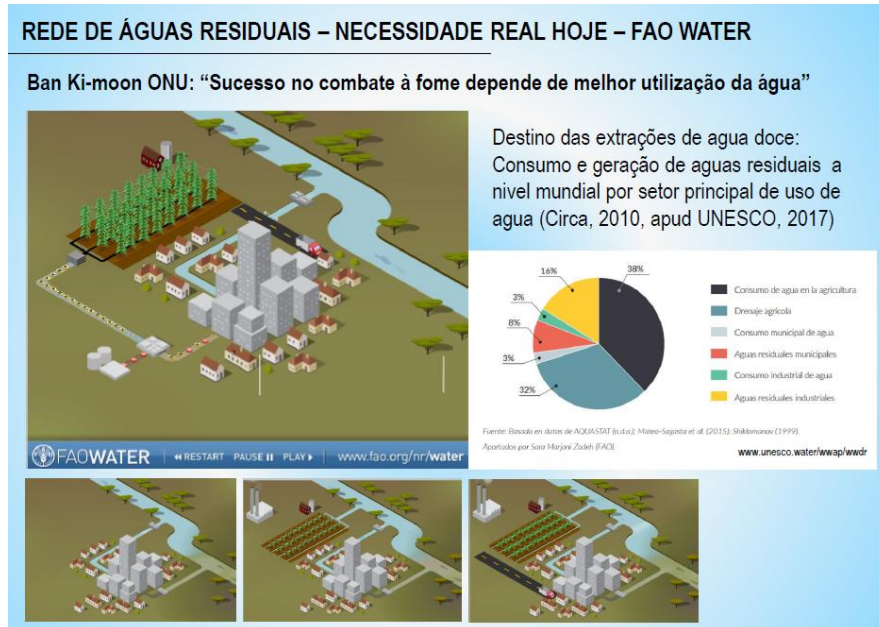 REDE DE ÁGUAS RESIDUAIS – NECESSIDADE REAL HOJE – FAO WATER
Ban Ki-moon ONU: “Sucesso no combate à fome depende de melhor utilização da água”
Destino das extrações de agua doce:
Consumo e geração de aguas residuais a
nivel mundial por setor principal de uso de
agua (Circa, 2010, apud UNESCO, 2017)
16%
38%
3%
8%
3%
32%
Consumo de agua en la agricultura
Drenaje agrícola
Consumo municipal de agua
Aguas residuales municipales
Consumo industrial de agua
Aguas residuales industriales
Fuente: Basado en datos de AQUASTAT (n.d.a.); Mateo-Sagasta et al. (2015); Shiklomanov (1999).
Aportados por Sara Marjani Zadeh (FAO).
www.unesco.water/wwap/wwdr
FAOWATER RESTART PAUSE PLAY www.fao.org/nr/water